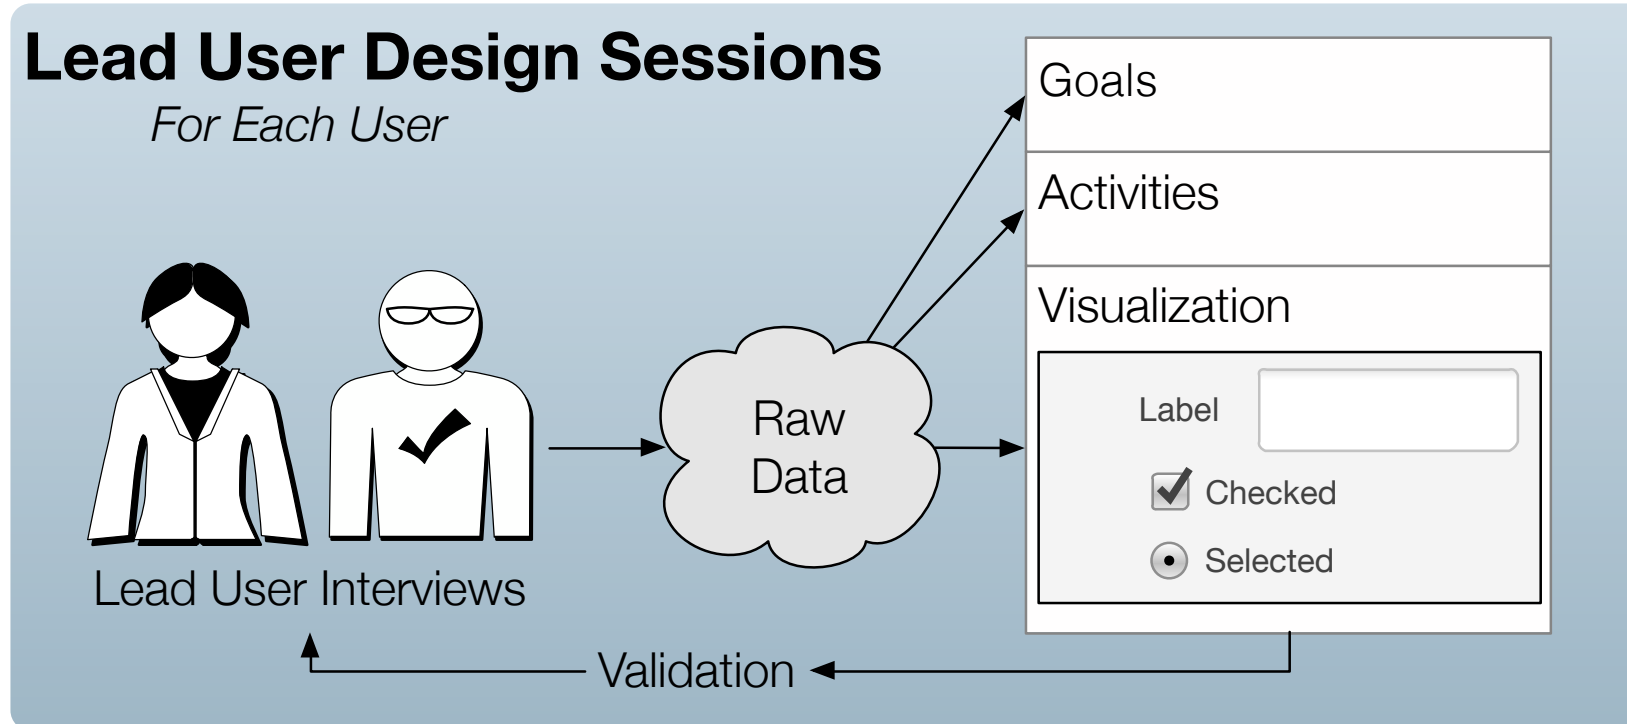 Lead User Design Sessions
For Each User
Goals
Activities
Visualization
Label
Checked
Selected
Raw
Data
Lead User Interviews
Validation